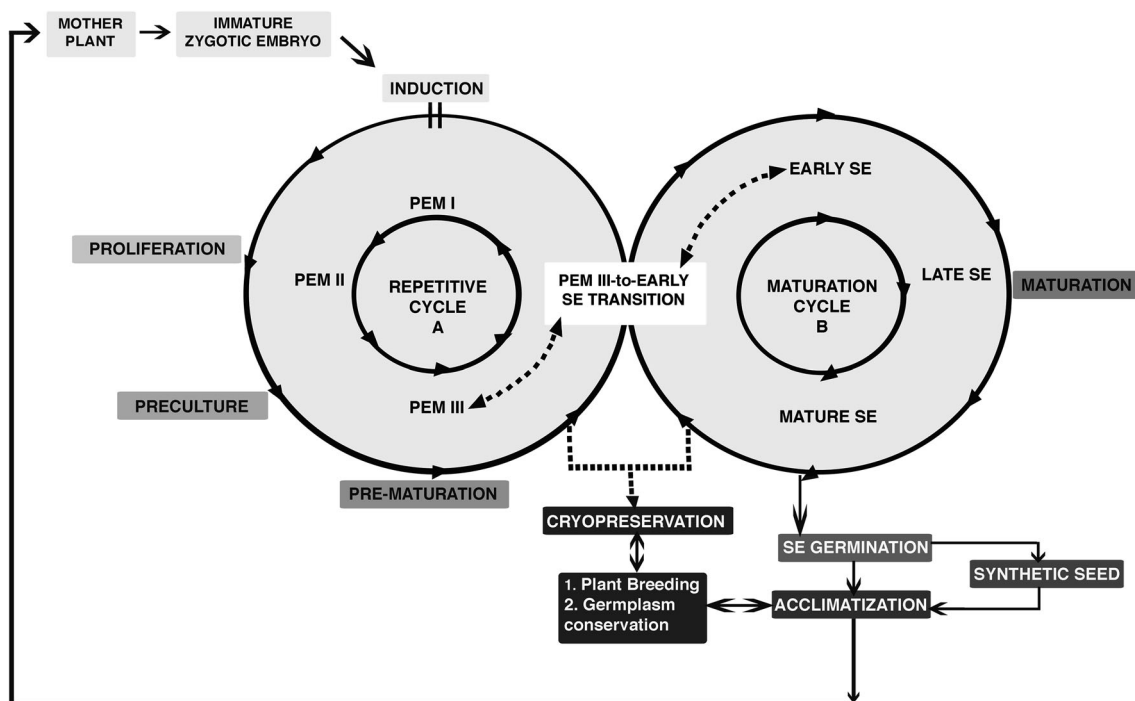 MOTHER
PLANT
IMMATURE
ZYGOTIC EMBRYO
INDUCTION
EARLY SE
PEM I
PROLIFERATION
PEM II
REPETITIVE
CYCLE
A
PEM III-to-EARLY
SE TRANSITION
MATURATION
CYCLE
B
LATE SE
MATURATION
PRECULTURE
PEM III
MATURE SE
PRE-MATURATION
CRYOPRESERVATION
SE GERMINATION
SYNTHETIC SEED
1. Plant Breeding
2. Germplasm
conservation
ACCLIMATIZATION